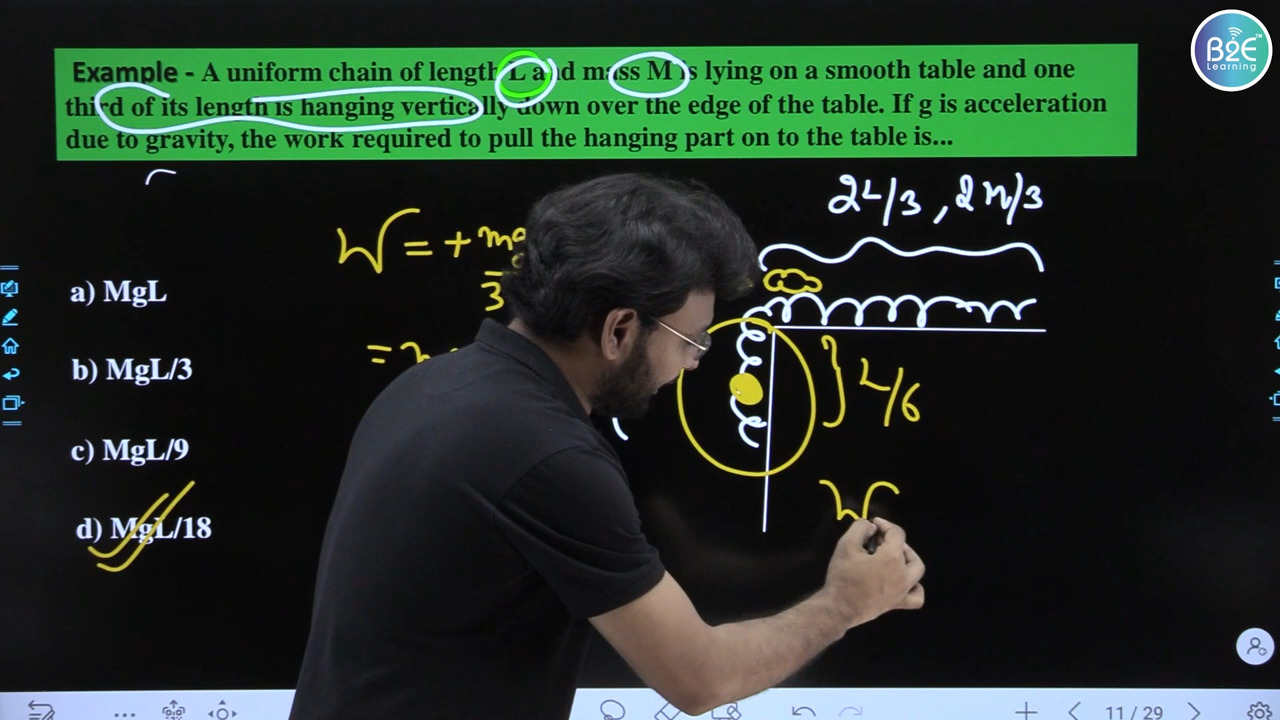 B2E
Learning
Example - A uniform chain of length L and mass M is lying on a smooth table and one
third of its length is hanging vertically down over the edge of the table. If g is acceleration
due to gravity, the work required to pull the hanging part on to the table is...
2L/3 , 2M/3
W = + mg
3
a) MgL
b) MgL/3
=
L/6
c) MgL/9
W
d) MgL/18
11 / 29